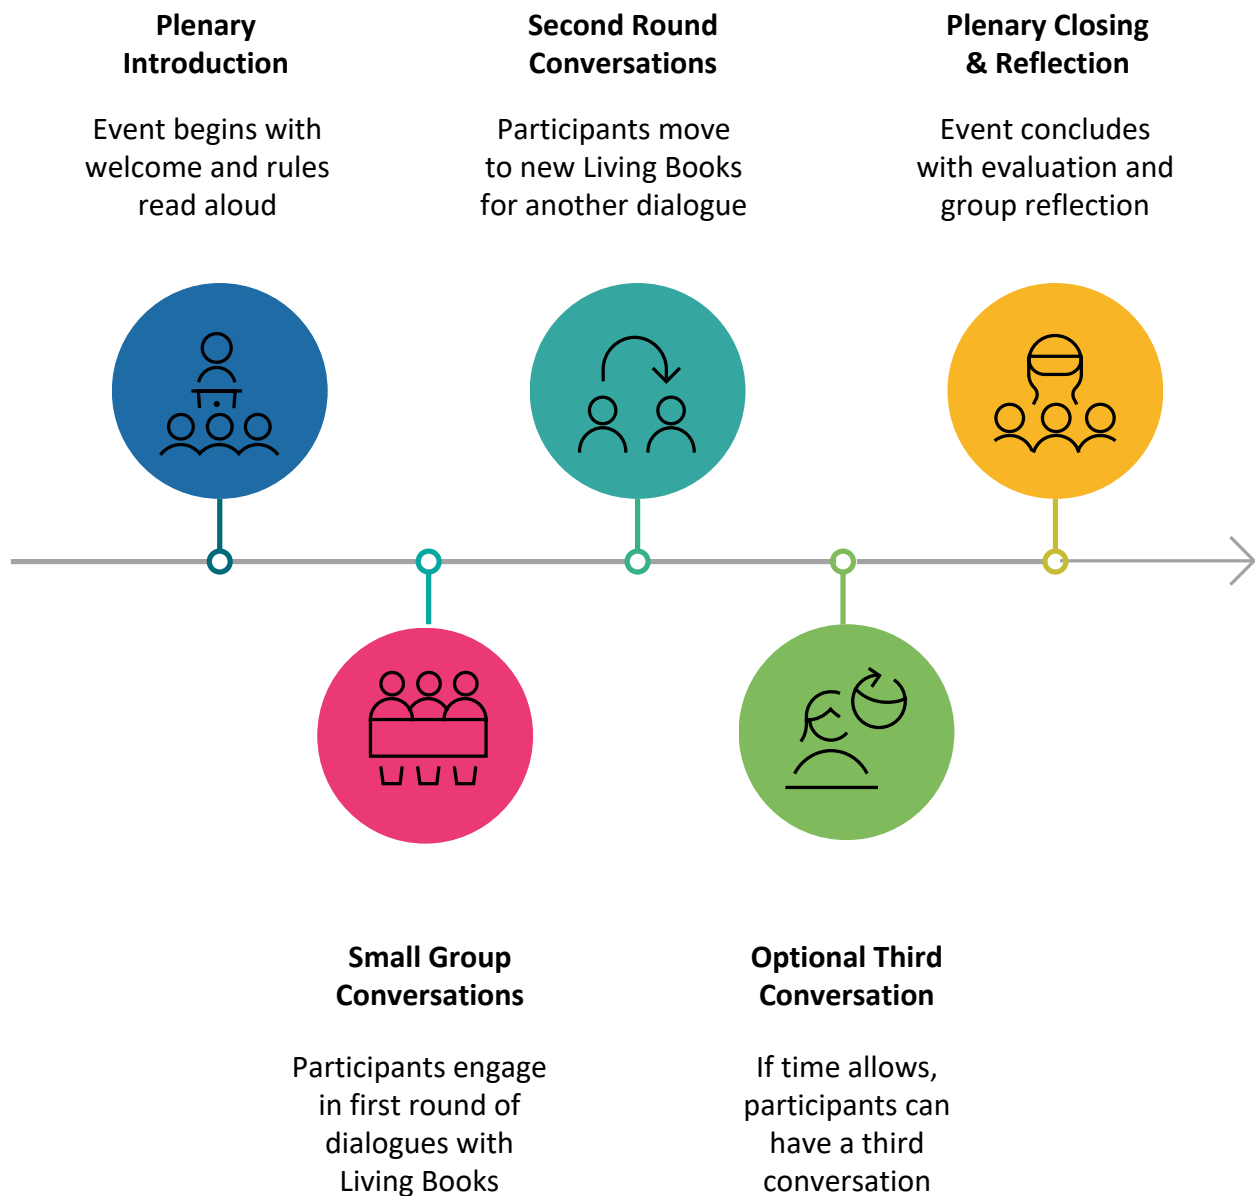 Plenary
Introduction
Event begins with
welcome and rules
read aloud
Second Round
Conversations
Participants move
to new Living Books
for another dialogue
Plenary Closing
& Reflection
Event concludes
with evaluation and
group reflection
Small Group
Conversations
Participants engage
in first round of
dialogues with
Living Books
Optional Third
Conversation
If time allows,
participants can
have a third
conversation